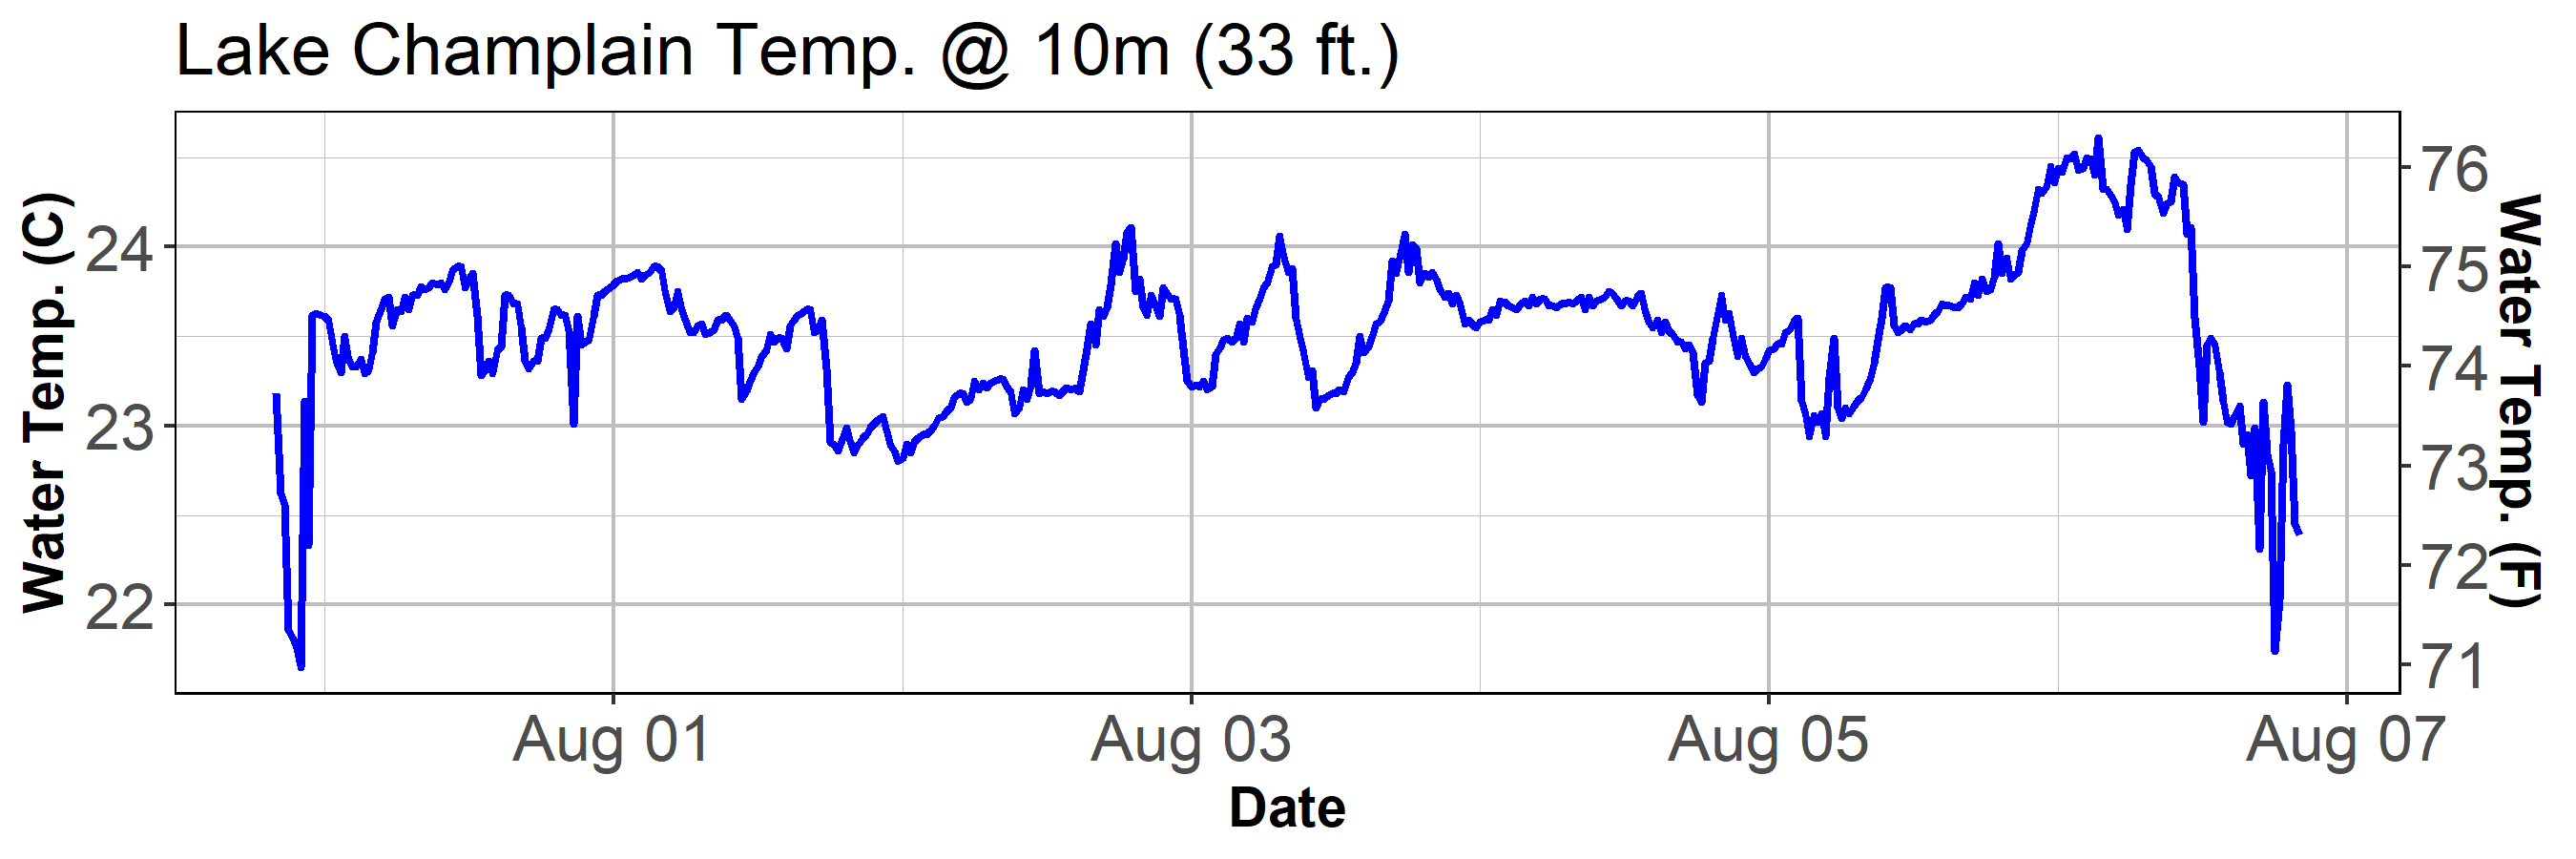 Lake Champlain Temp. @ 10m (33 ft.)
Water Temp. (C)
24
23
22
76
75
74
73
72
71
Water Temp. (F)
Aug 01
Aug 03
Aug 05
Aug 07
Date